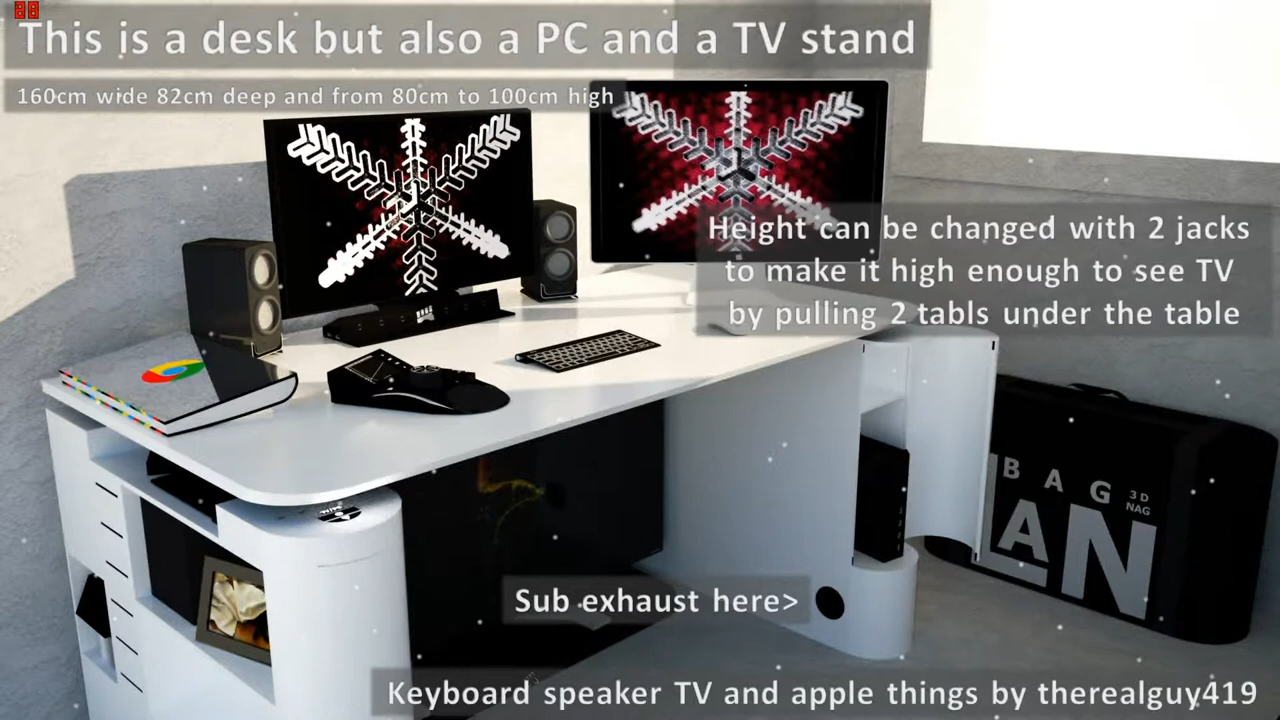 88
This is a desk but also a PC and a TV stand
160cm wide 82cm deep and from 80cm to 100cm high
Height can be changed with 2 jacks
to make it high enough to see TV
by pulling 2 tabls under the table
BAG
3D
NAG
LAN
Sub exhaust here>
Keyboard speaker TV and apple things by therealguy419